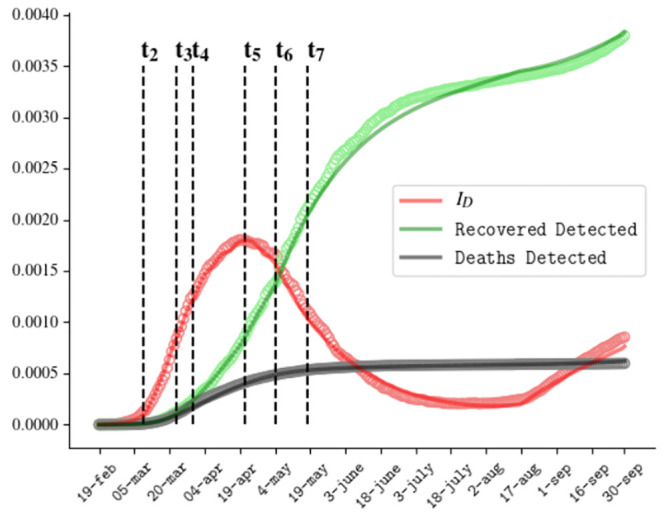 0.0040
0.0035
0.0030
0.0025
0.0020
0.0015
0.0010
0.0005
0.0000
t2 t3 t4 t5 t6 t7
I_D
Recovered Detected
Deaths Detected
19-feb 05-mar 20-mar 04-apr 19-apr 4-may 19-may 3-june 18-june 3-july 18-july 2-aug 17-aug 1-sep 16-sep 30-sep